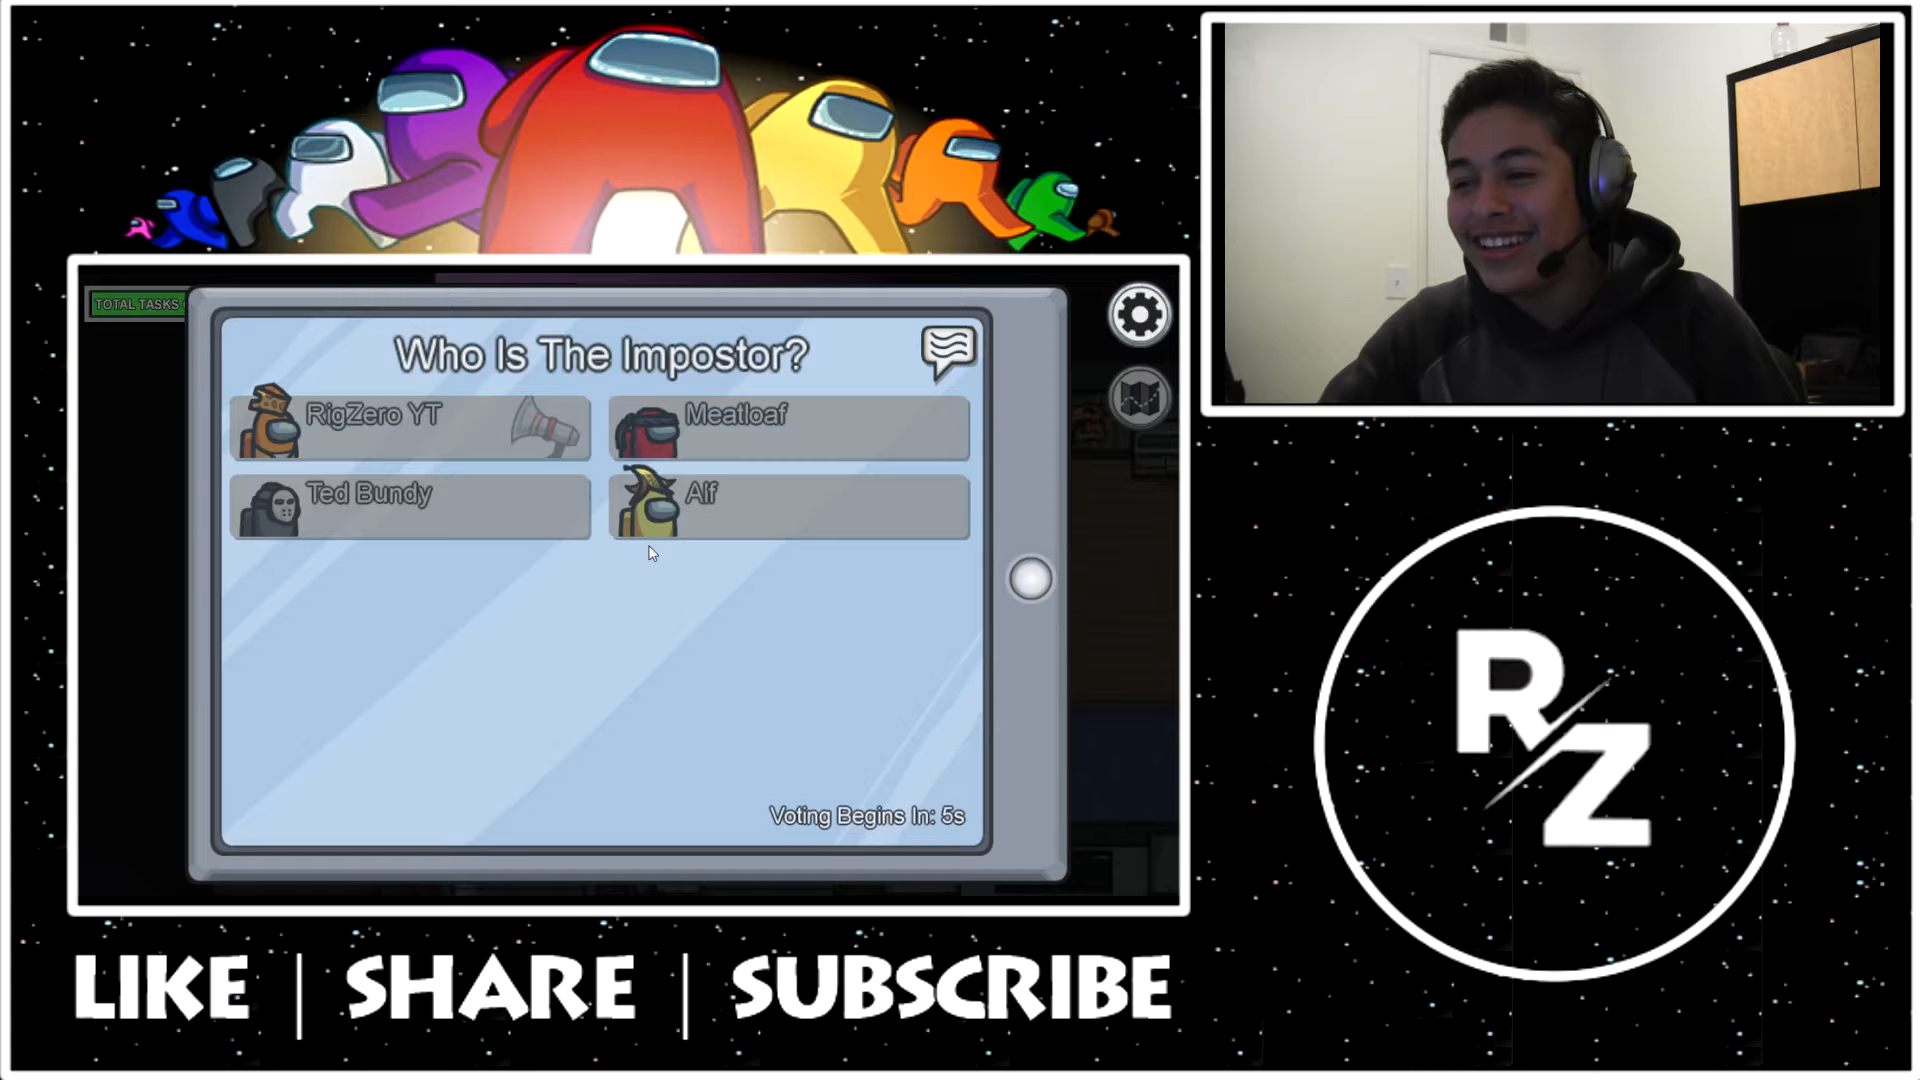 TOTAL TASKS
Who Is The Impostor?
RigZero YT
Meatloaf
Ted Bundy
Alf
Voting Begins In: 5s
RZ
LIKE | SHARE | SUBSCRIBE